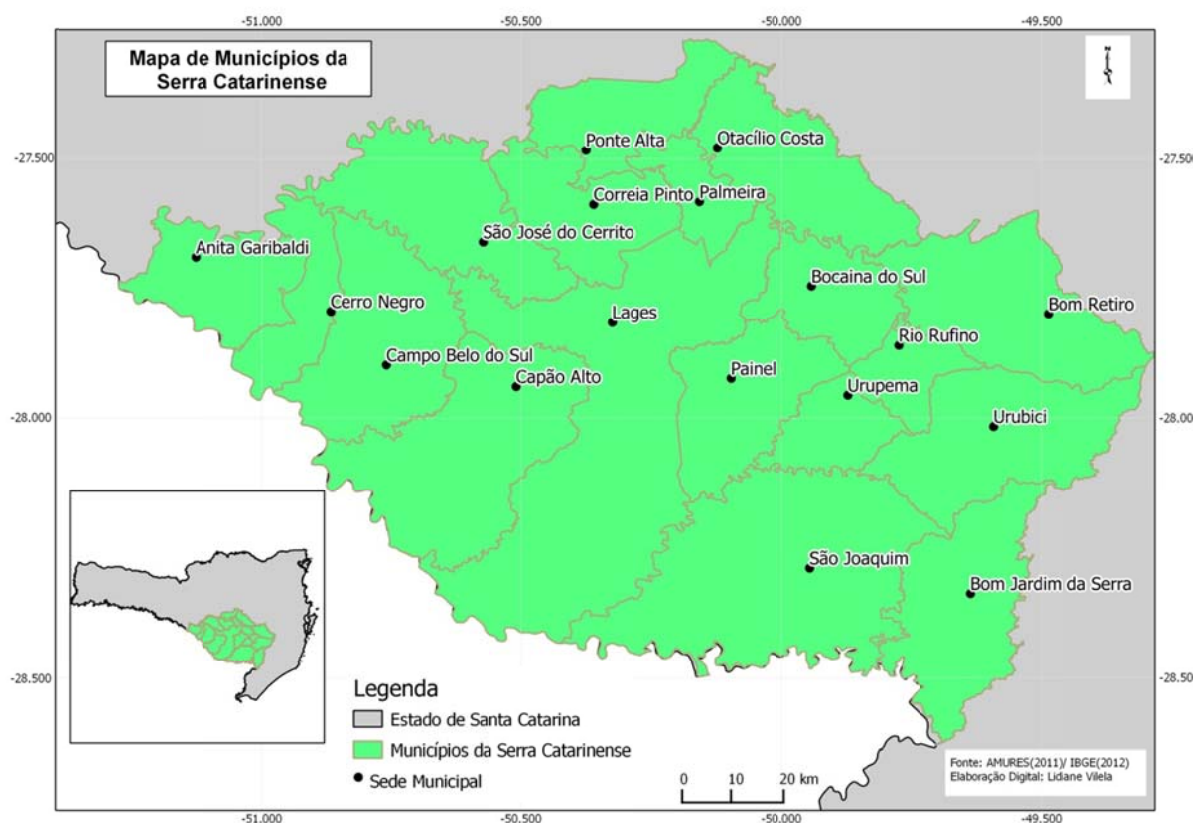 -51.000
-50.500
-50.000
-49.500
Mapa de Municípios da
Serra Catarinense
N
Ponte Alta
Otacílio Costa
-27.500
-27.500
Correia Pinto
Palmeira
São José do Cerrito
Anita Garibaldi
Bocaina do Sul
Cerro Negro
Bom Retiro
Lages
Rio Rufino
Campo Belo do Sul
Painel
Capão Alto
Urupema
-28.000
-28.000
Urubici
São Joaquim
Bom Jardim da Serra
-28.500
-28.500
Legenda
Estado de Santa Catarina
Municípios da Serra Catarinense
Sede Municipal
0 10 20 km
Fonte: AMURES(2011)/ IBGE(2012)
Elaboração Digital: Lidiane Vilela
-51.000
-50.500
-50.000
-49.500